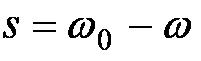 s = ω₀ − ω